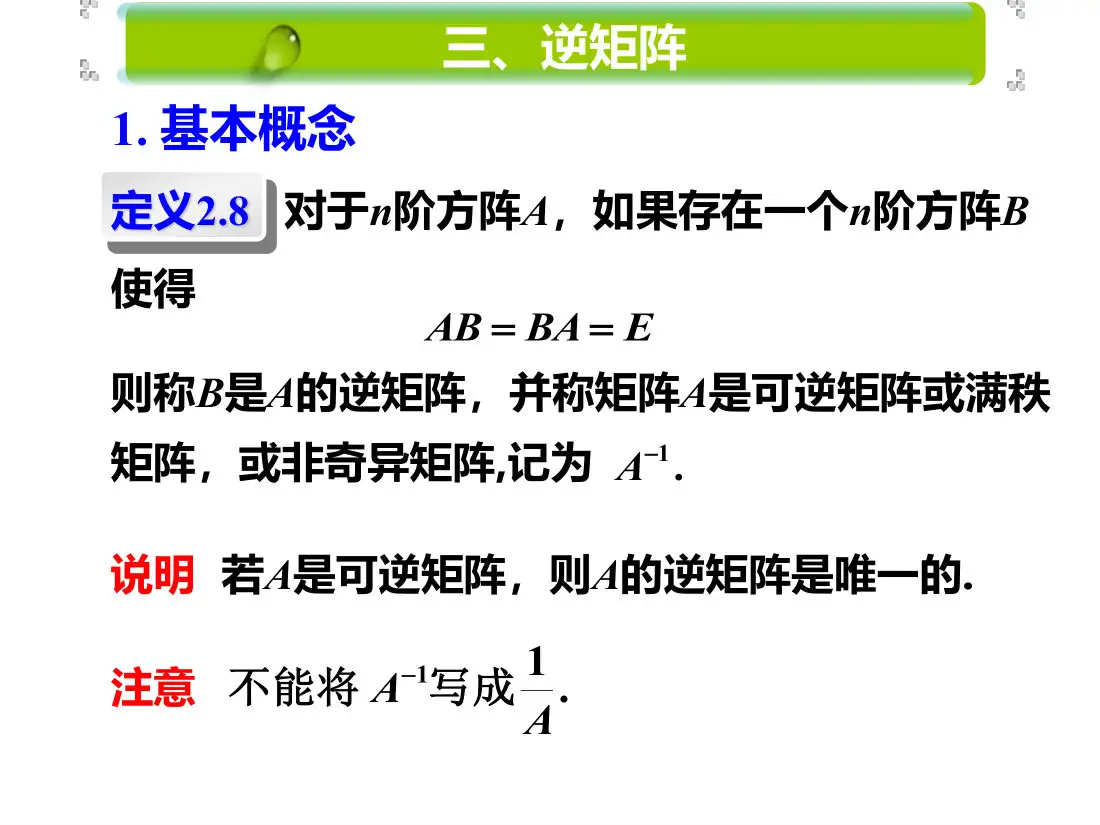 三、逆矩阵
1. 基本概念
定义2.8 对于n阶方阵A，如果存在一个n阶方阵B
使得
AB = BA = E
则称B是A的逆矩阵，并称矩阵A是可逆矩阵或满秩
矩阵，或非奇异矩阵,记为 A⁻¹.
说明 若A是可逆矩阵，则A的逆矩阵是唯一的.
注意 不能将 A⁻¹写成 1/A .